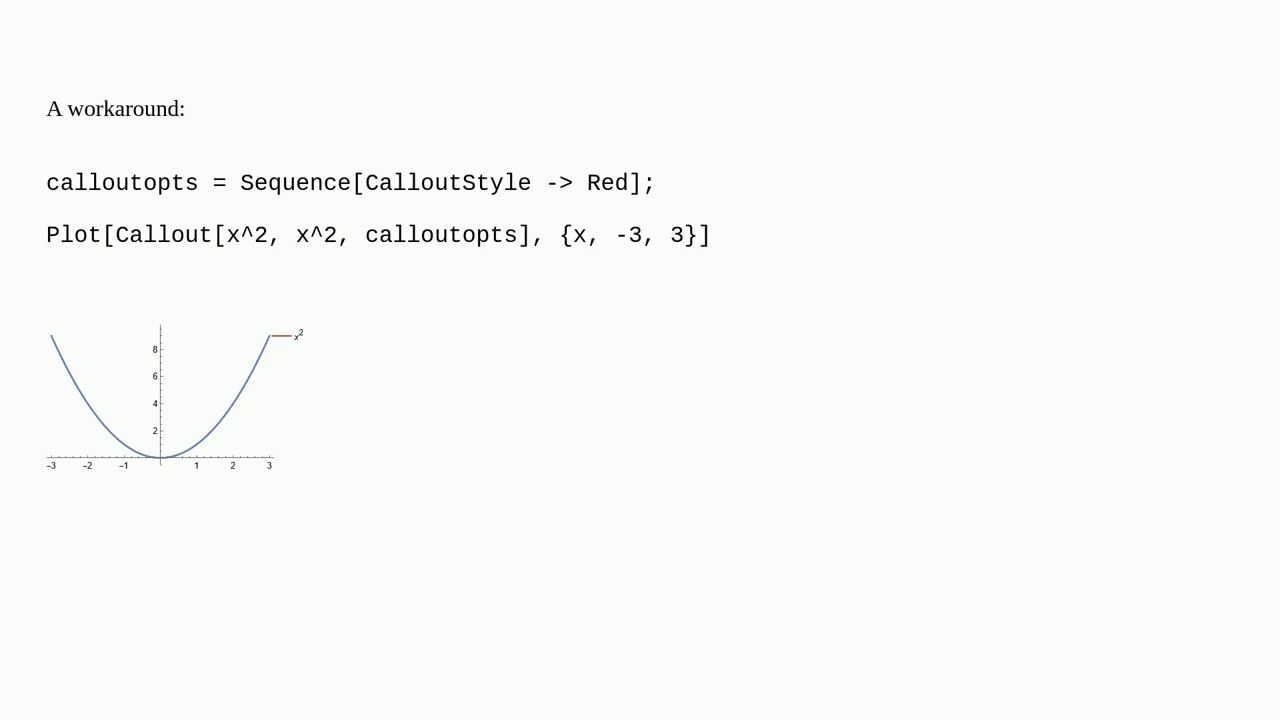 A workaround:
calloutopts = Sequence[CalloutStyle -> Red];
Plot[Callout[x^2, x^2, calloutopts], {x, -3, 3}]
x²
8
6
4
2
−3 −2 −1 1 2 3